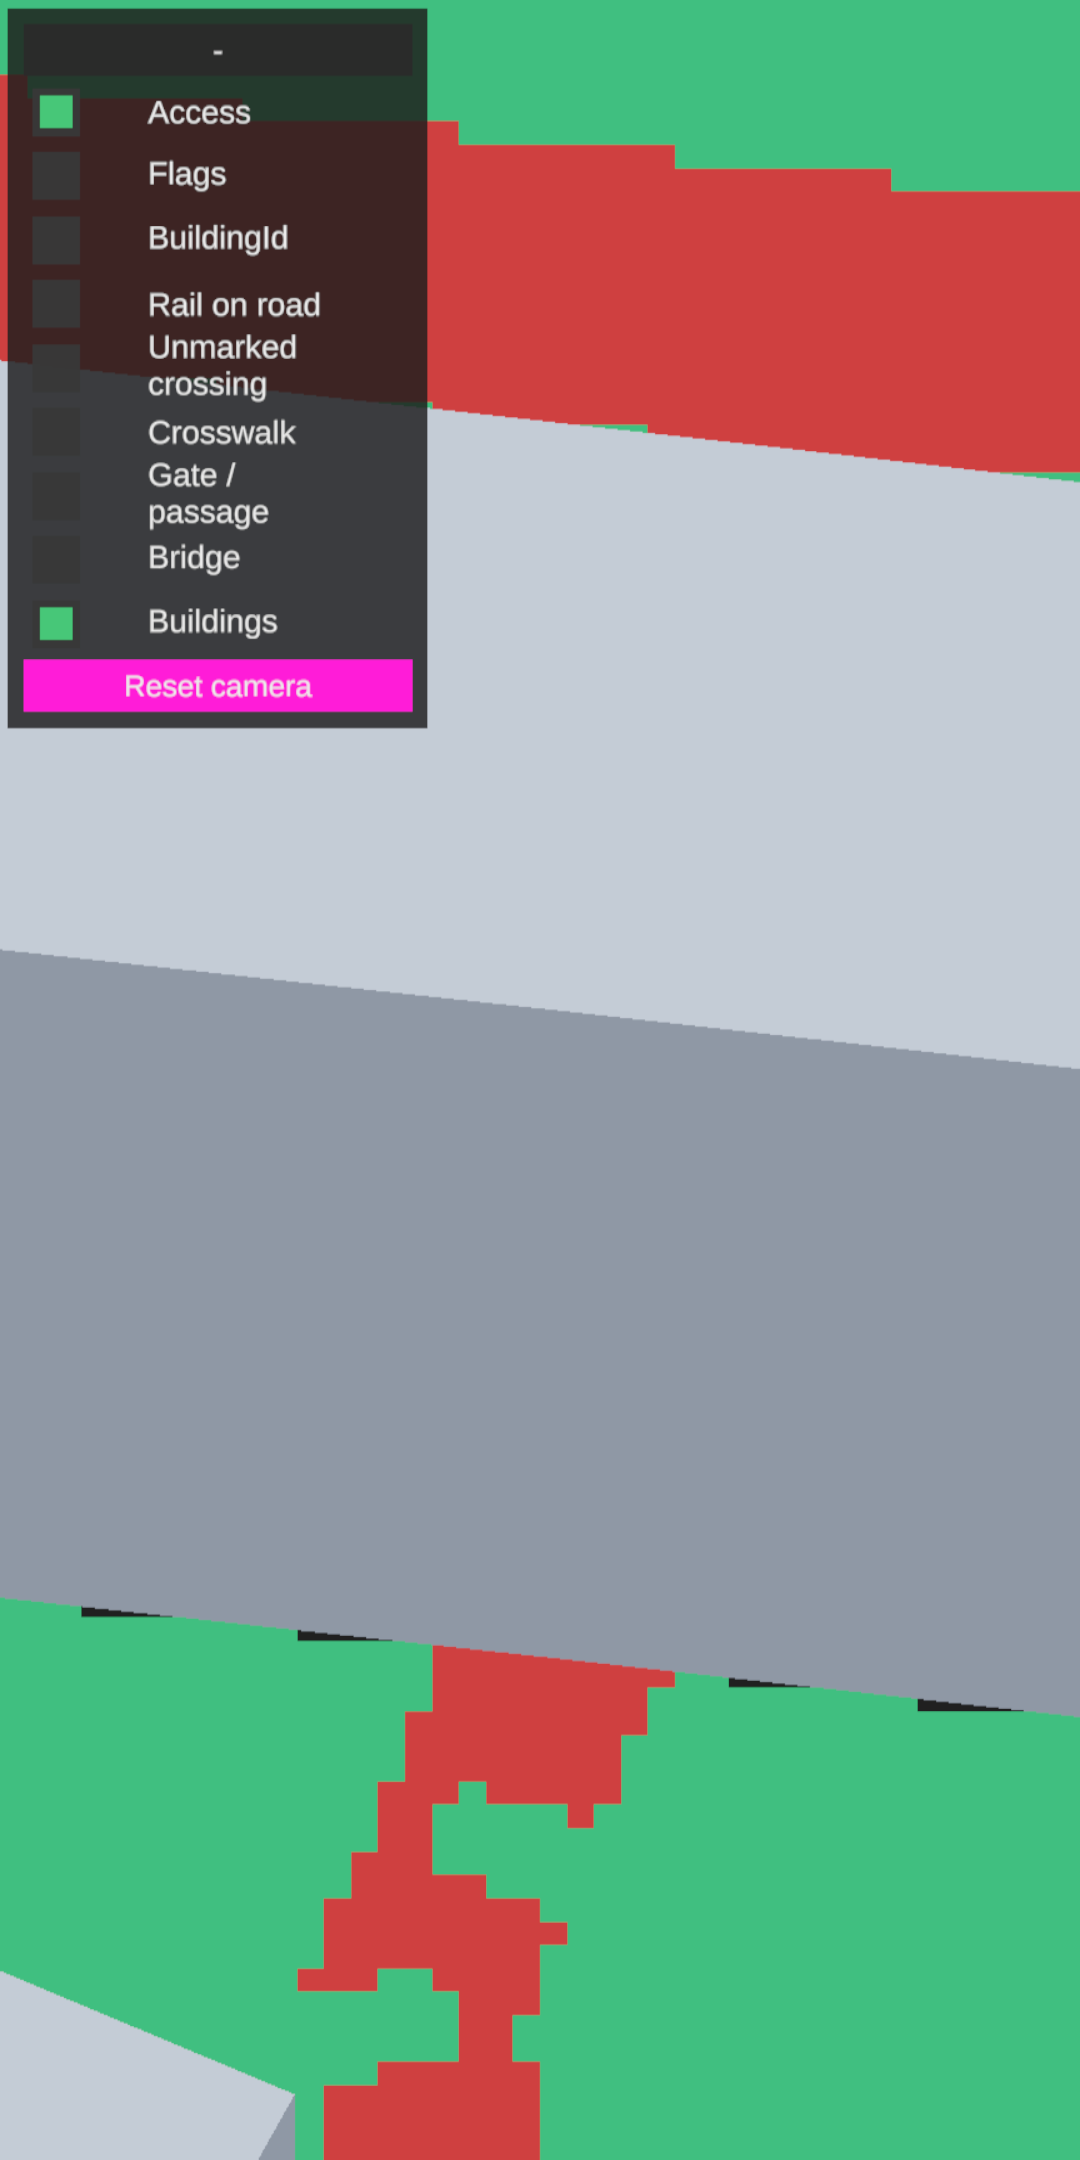 -
Access
Flags
BuildingId
Rail on road
Unmarked
crossing
Crosswalk
Gate /
passage
Bridge
Buildings
Reset camera